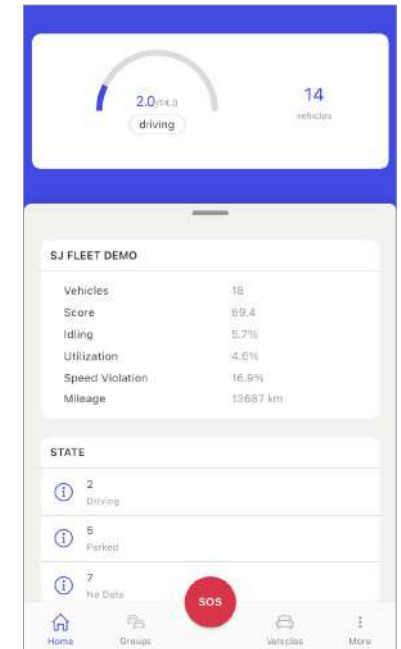 2.0/14.0
driving
14
vehicles
SJ FLEET DEMO
Vehicles 18
Score 69.4
Idling 5.7%
Utilization 4.6%
Speed Violation 16.9%
Mileage 13687 km
STATE
2
Driving
5
Parked
7
No Data
SOS
Home Groups Vehicles More